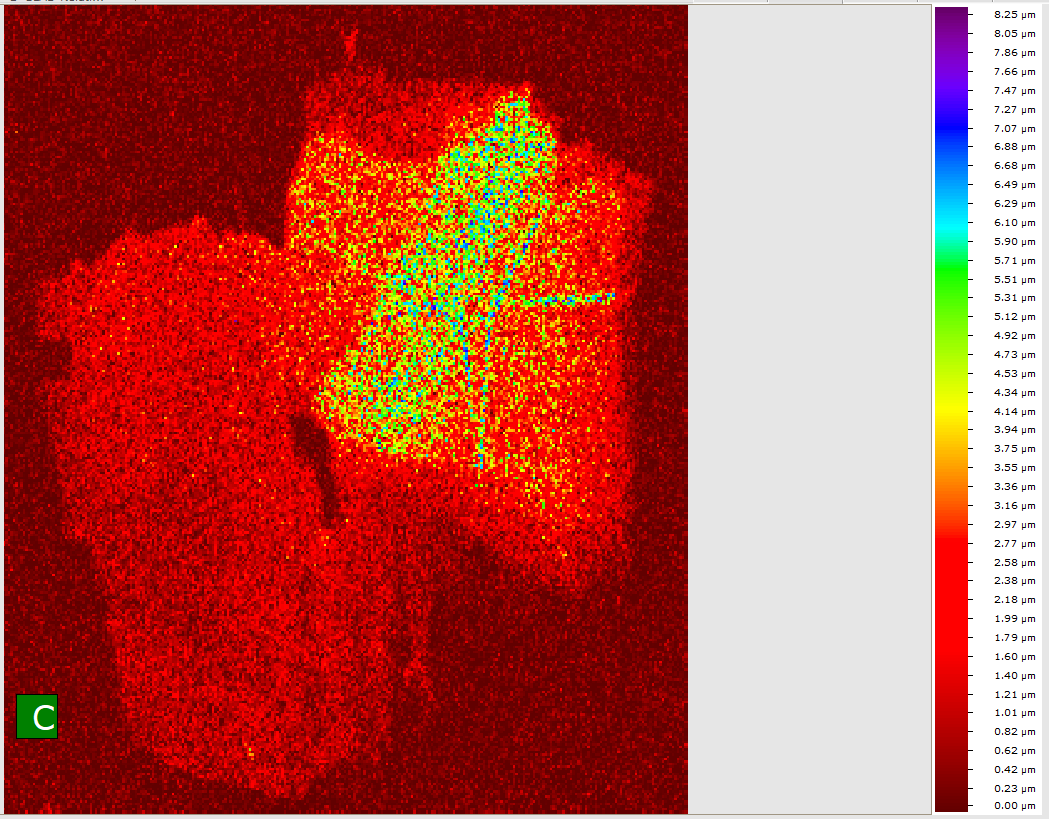 8.25 µm
8.05 µm
7.86 µm
7.66 µm
7.47 µm
7.27 µm
7.07 µm
6.88 µm
6.68 µm
6.49 µm
6.29 µm
6.10 µm
5.90 µm
5.71 µm
5.51 µm
5.31 µm
5.12 µm
4.92 µm
4.73 µm
4.53 µm
4.34 µm
4.14 µm
3.94 µm
3.75 µm
3.55 µm
3.36 µm
3.16 µm
2.97 µm
2.77 µm
2.58 µm
2.38 µm
2.18 µm
1.99 µm
1.79 µm
1.60 µm
1.40 µm
1.21 µm
1.01 µm
0.82 µm
0.62 µm
0.42 µm
0.23 µm
0.00 µm
C